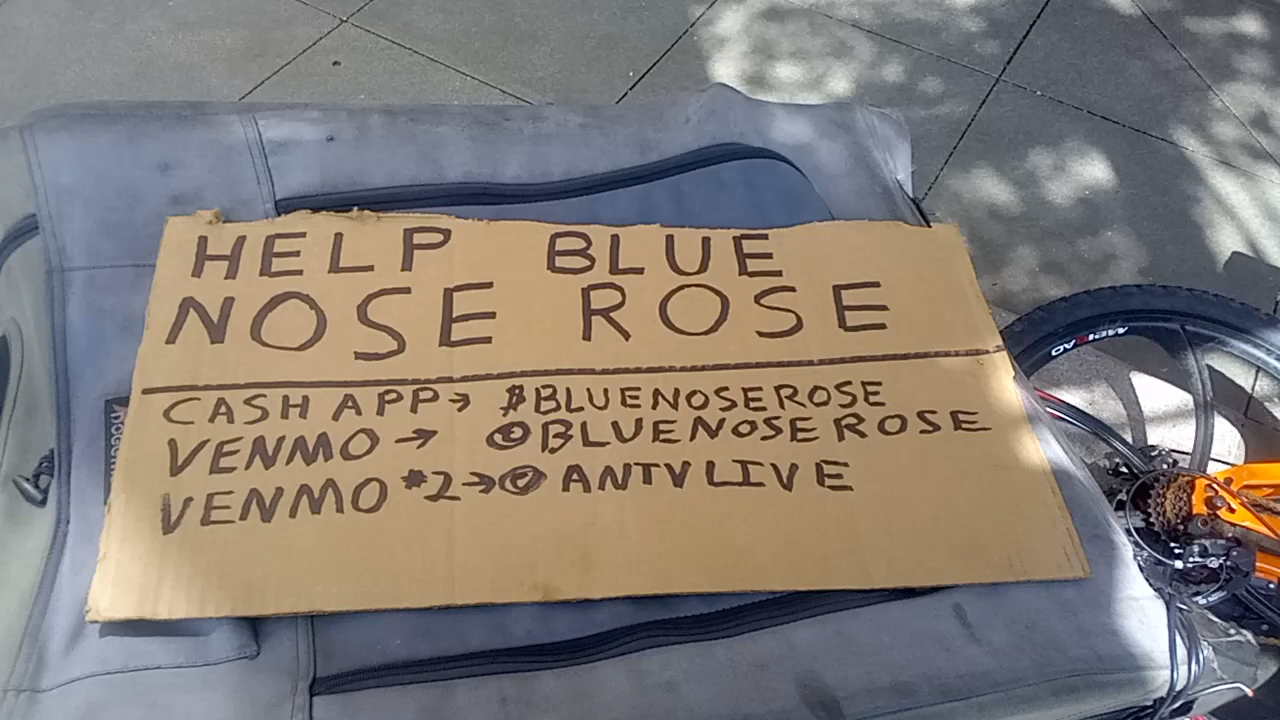 HELP BLUE
NOSE ROSE
CASH APP→ $BLUENOSEROSE
VENMO → @BLUENOSEROSE
VENMO #2→@ANTVLIVE